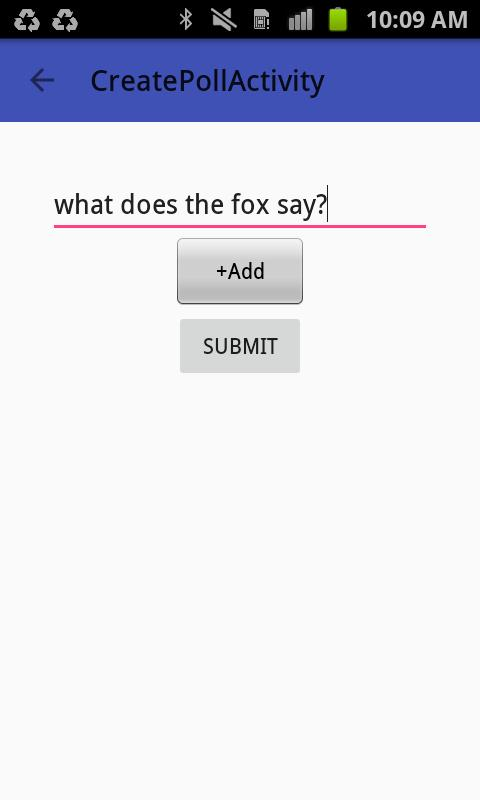 10:09 AM
CreatePollActivity
what does the fox say?
+Add
SUBMIT